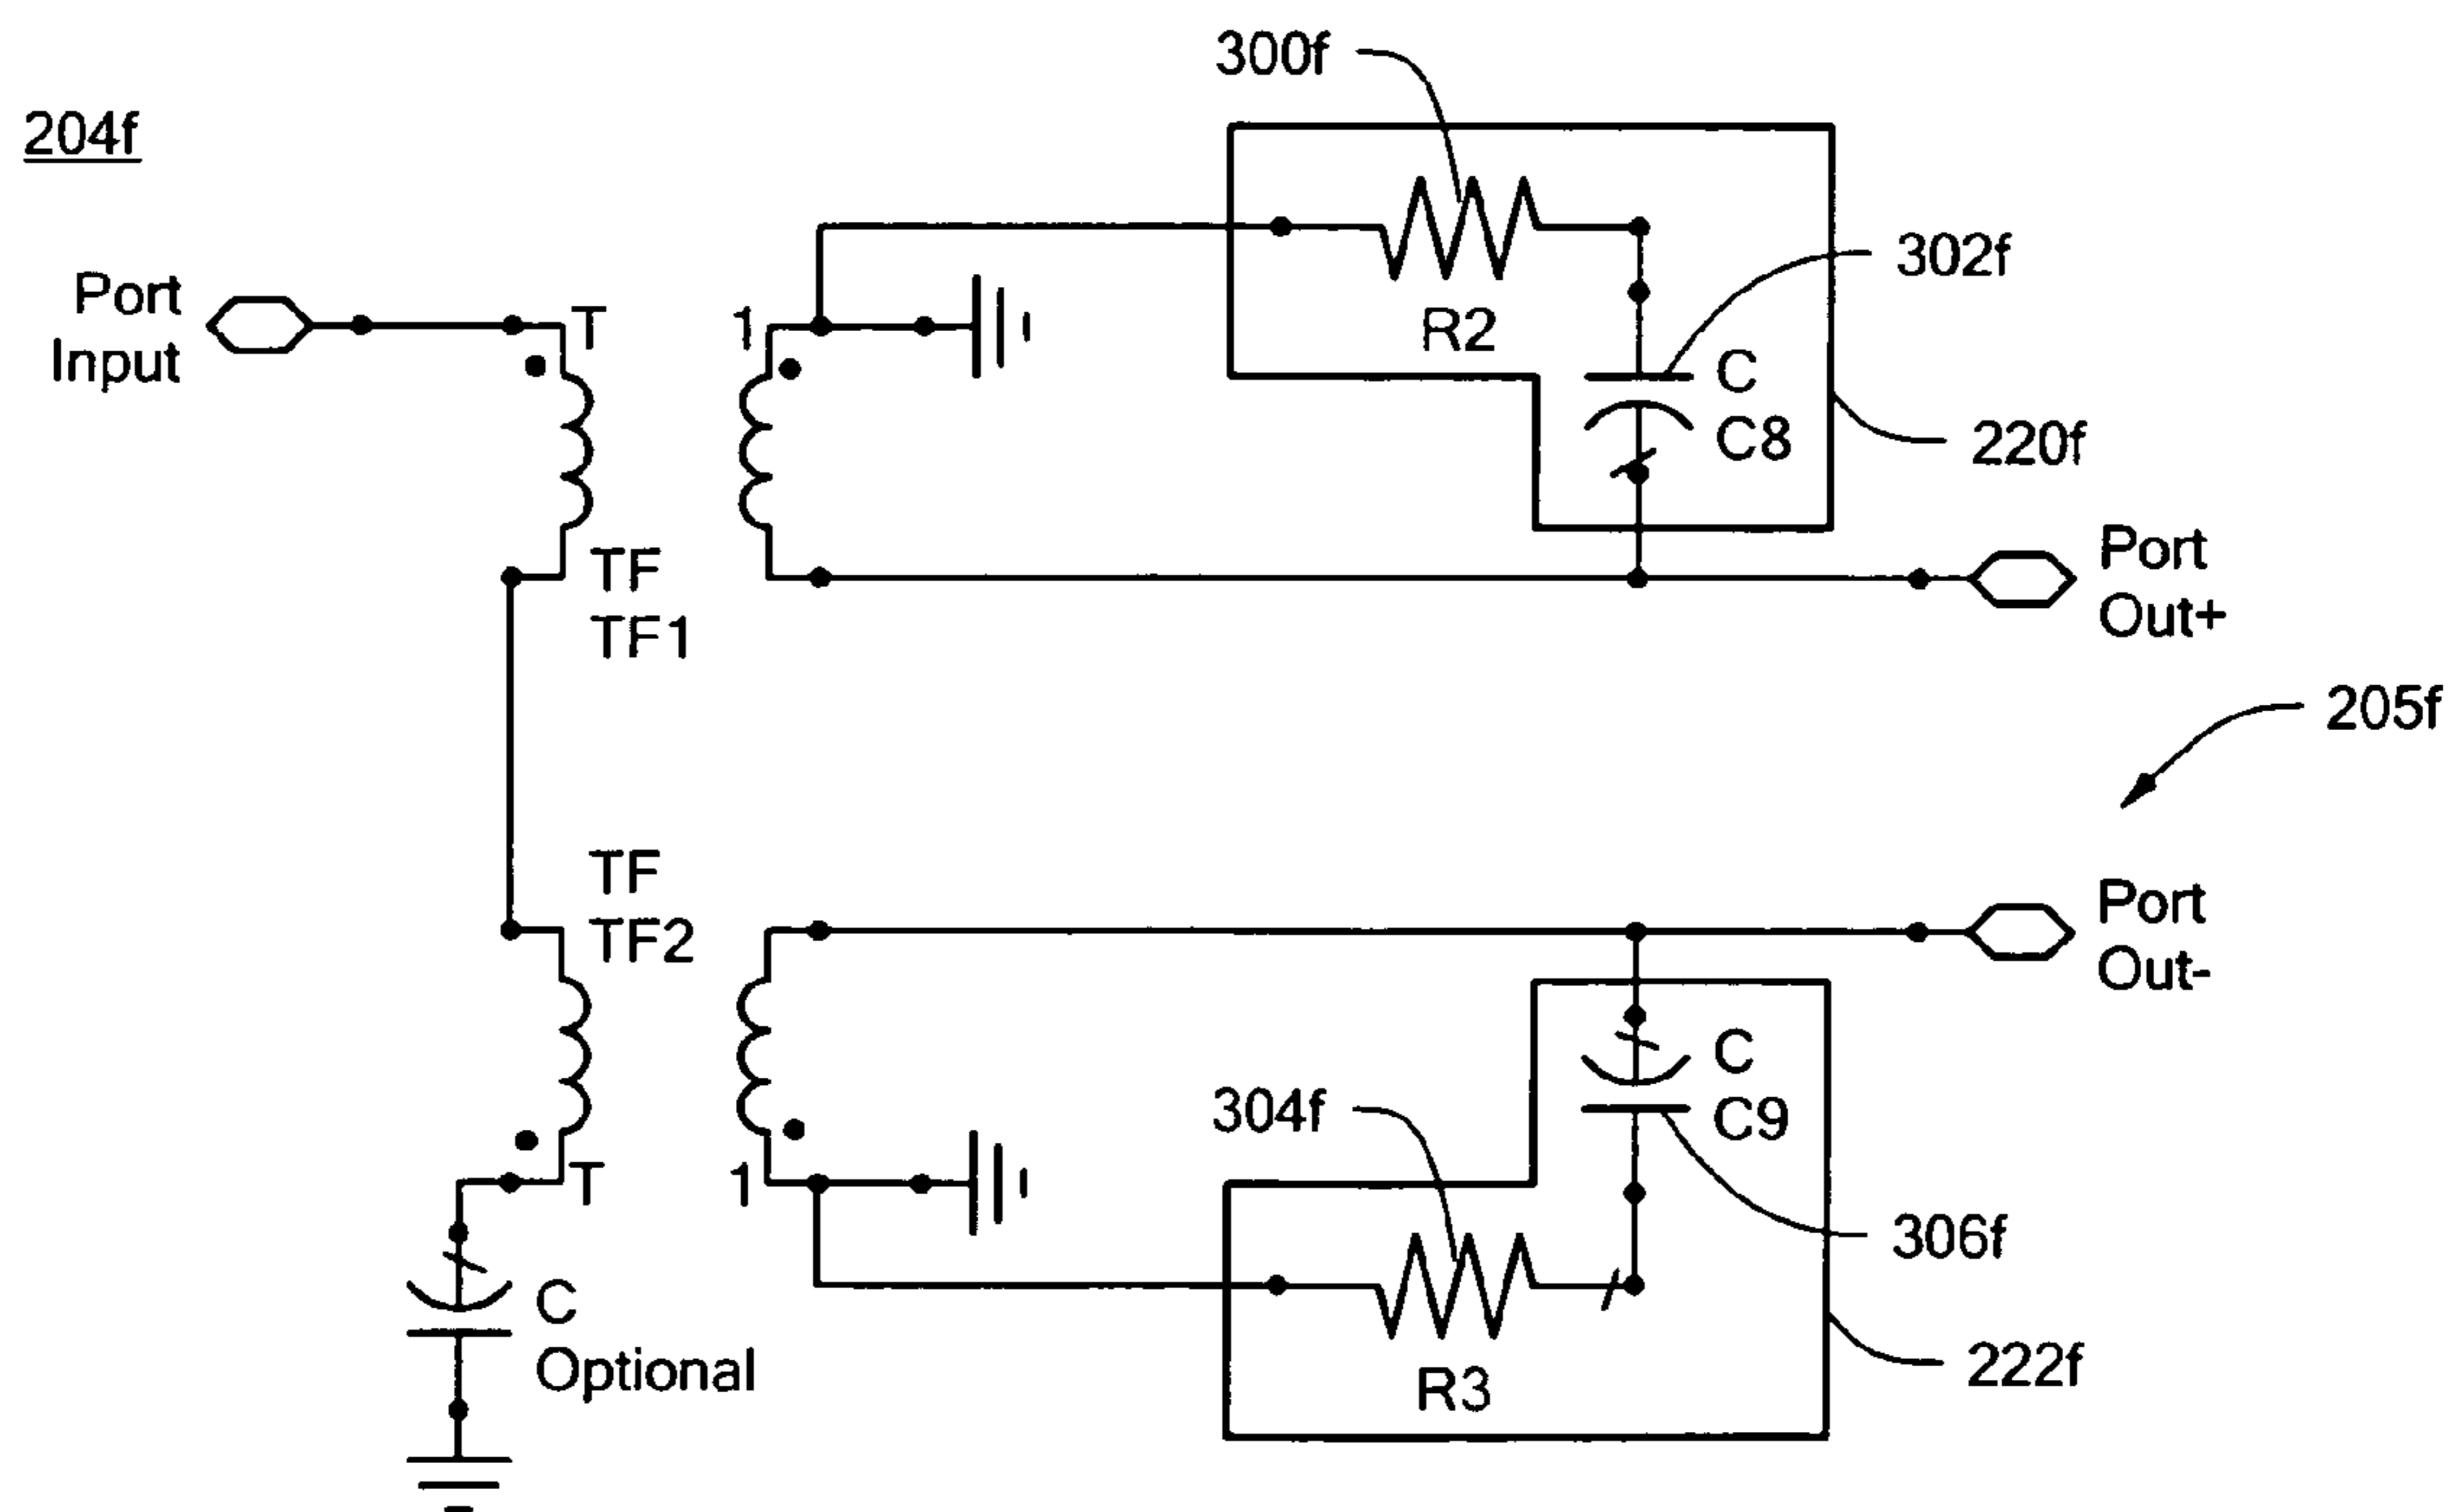 300f
204f
302f
Port
Input
T
1
R2
C
C8
220f
TF
TF1
Port
Out+
205f
TF
TF2
Port
Out-
C
C9
304f
T
1
306f
C
Optional
R3
222f